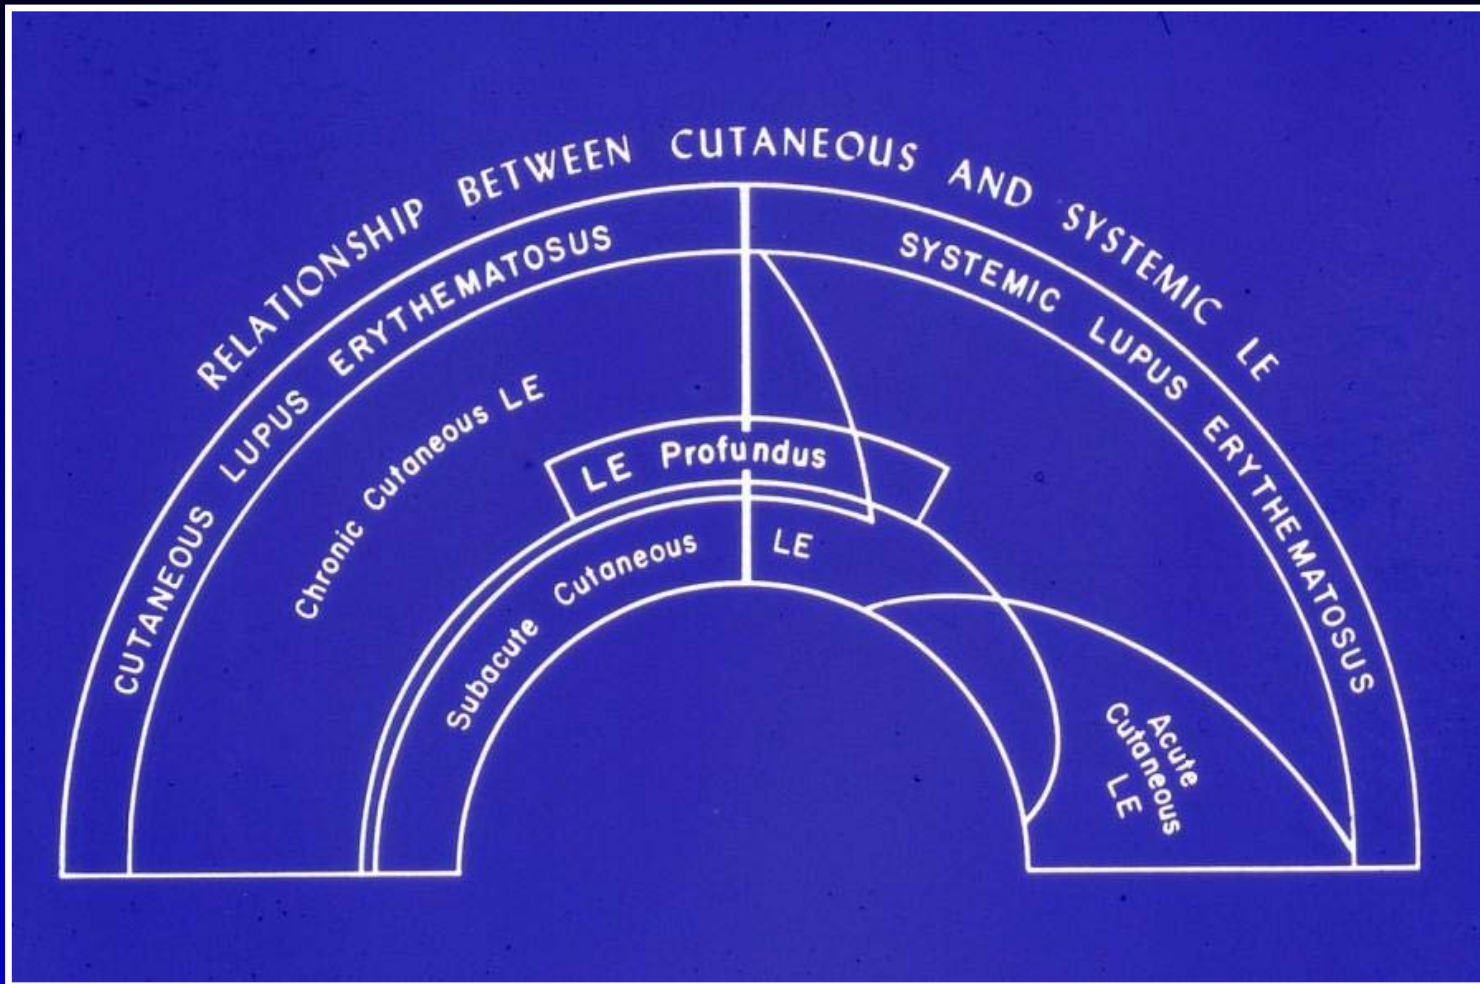 RELATIONSHIP BETWEEN CUTANEOUS AND SYSTEMIC LE
CUTANEOUS LUPUS ERYTHEMATOSUS
SYSTEMIC LUPUS ERYTHEMATOSUS
Chronic Cutaneous LE
LE Profundus
Subacute Cutaneous LE
Acute
Cutaneous
LE